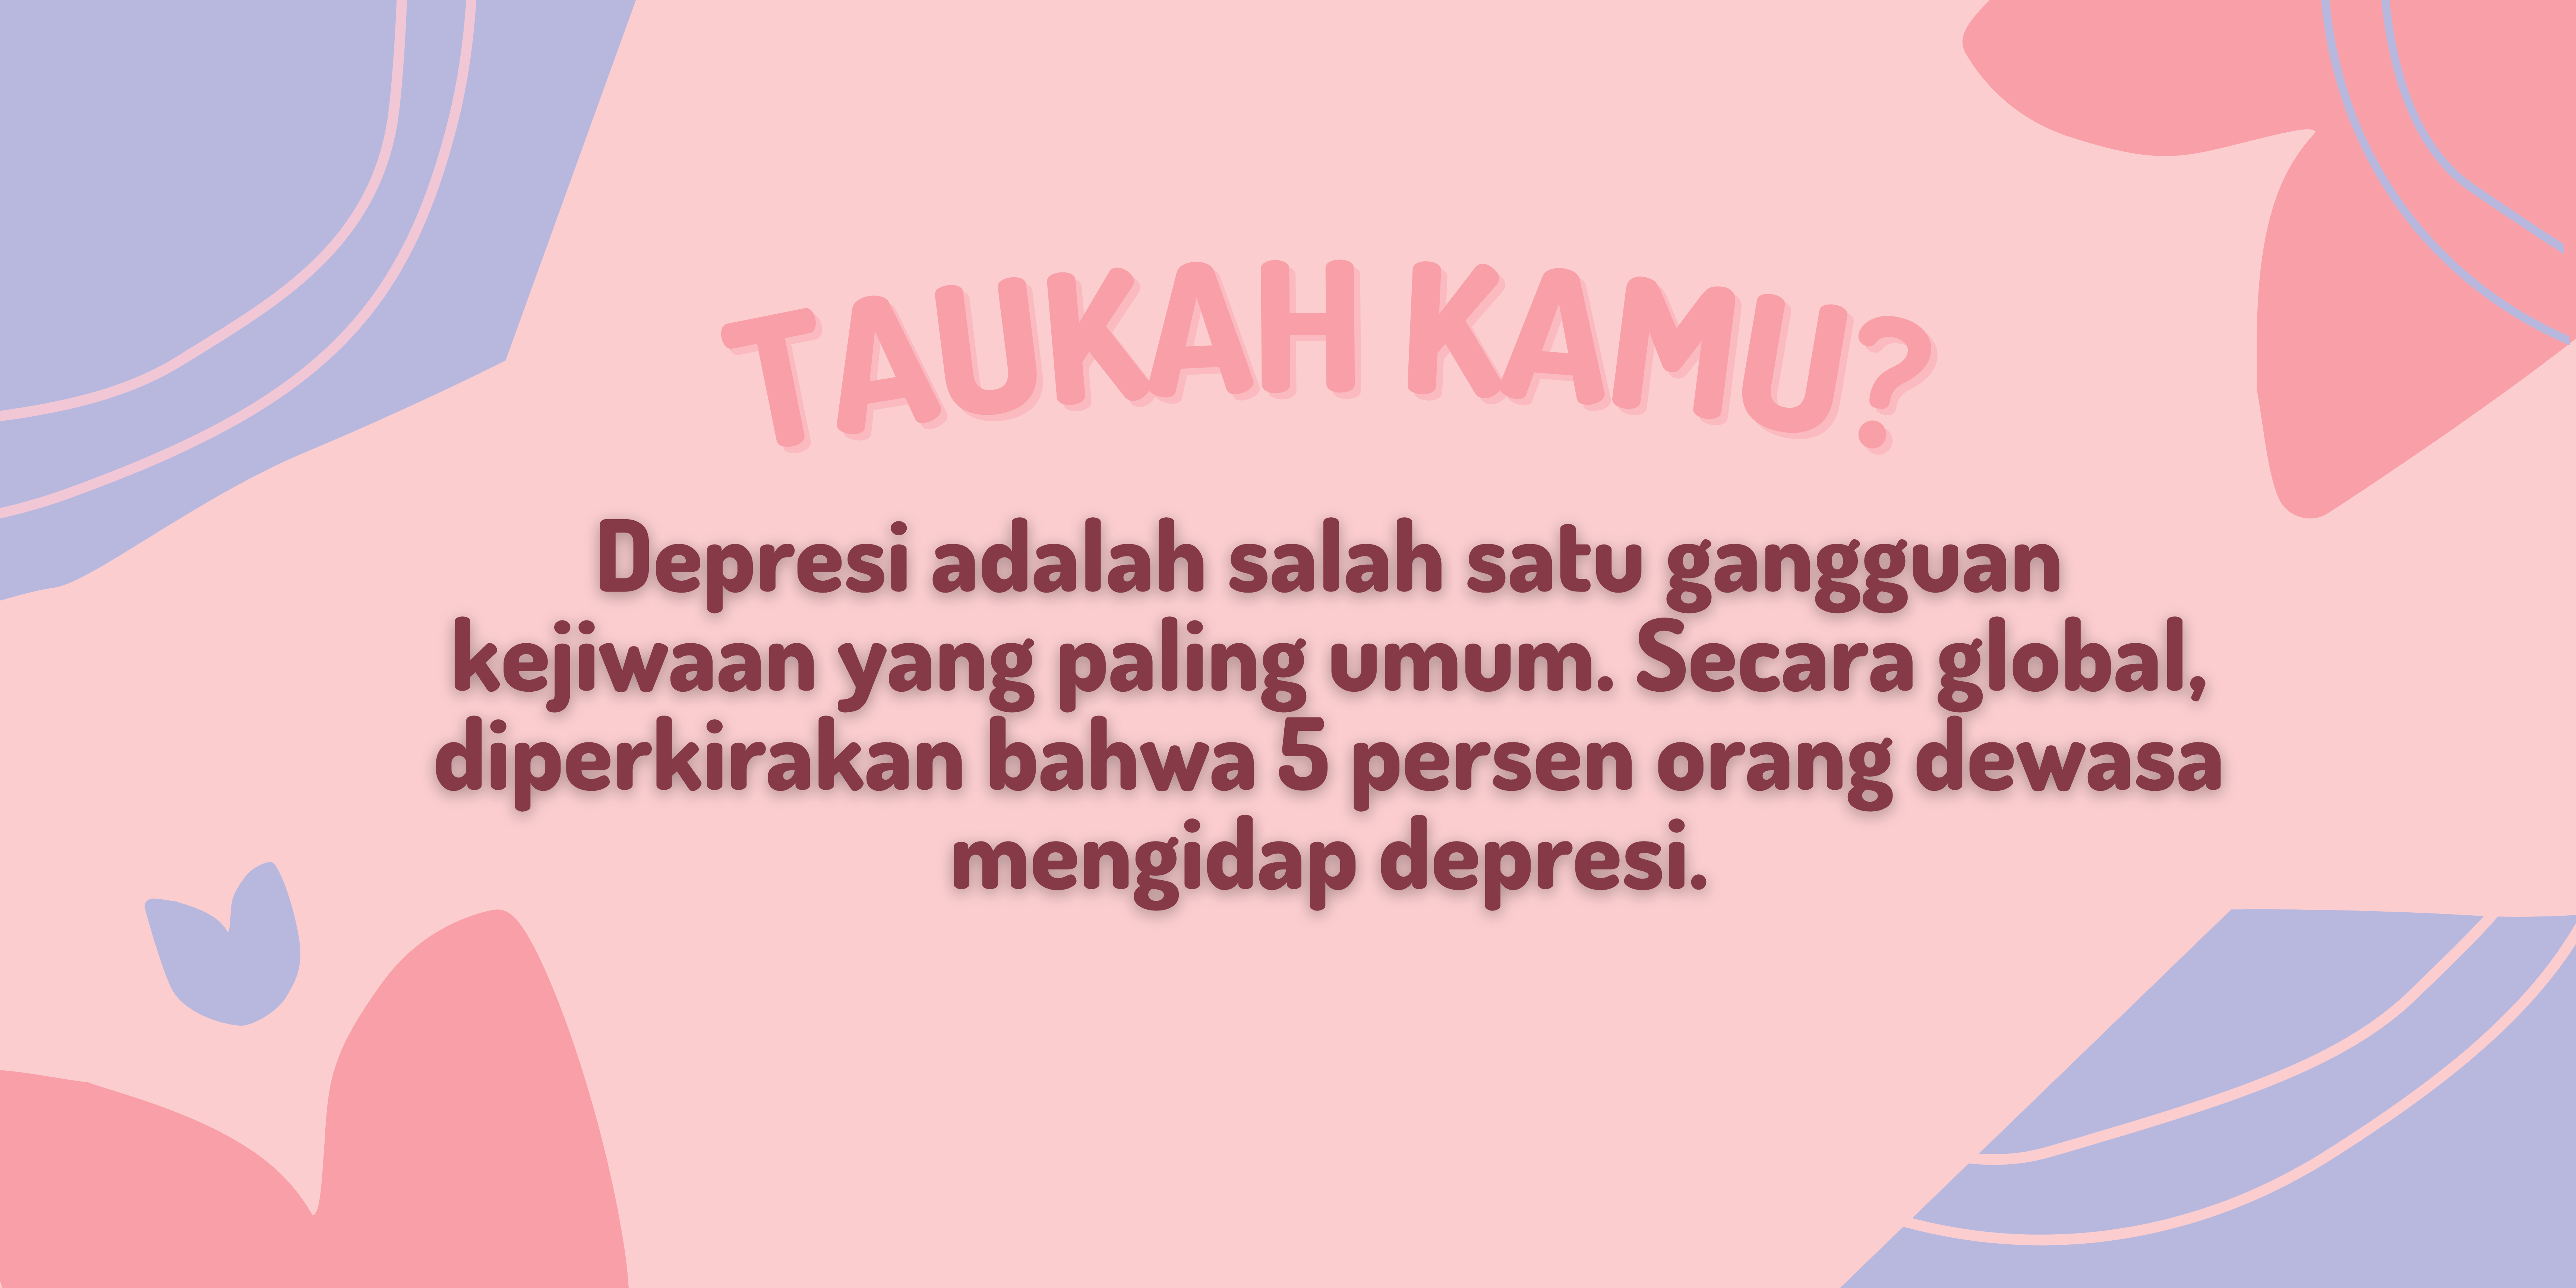 TAUKAH KAMU?
Depresi adalah salah satu gangguan
kejiwaan yang paling umum. Secara global,
diperkirakan bahwa 5 persen orang dewasa
mengidap depresi.